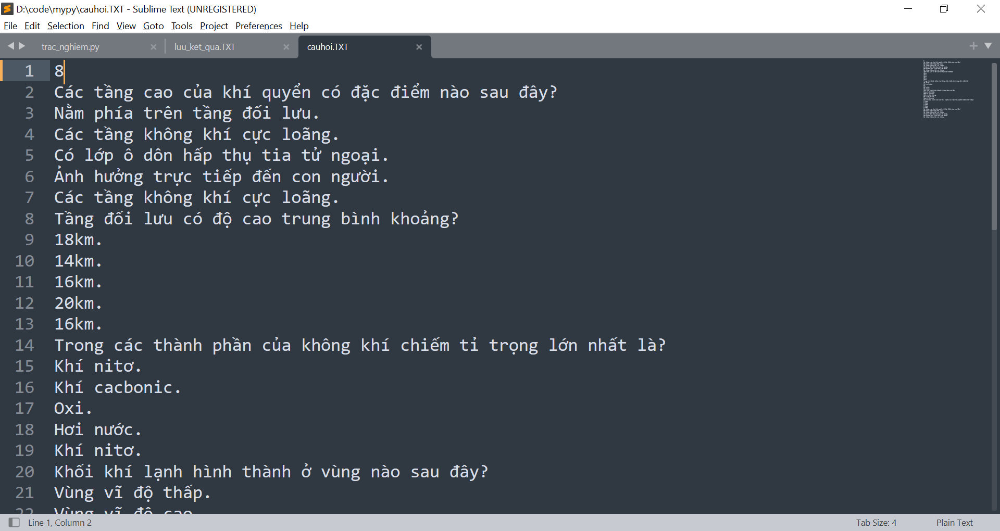 D:\code\mypy\cauhoi.TXT - Sublime Text (UNREGISTERED)
File Edit Selection Find View Goto Tools Project Preferences Help
trac_nghiem.py × luu_ket_qua.TXT × cauhoi.TXT ×
1 8
2 Các tầng cao của khí quyển có đặc điểm nào sau đây?
3 Nằm phía trên tầng đối lưu.
4 Các tầng không khí cực loãng.
5 Có lớp ô dôn hấp thụ tia tử ngoại.
6 Ảnh hưởng trực tiếp đến con người.
7 Các tầng không khí cực loãng.
8 Tầng đối lưu có độ cao trung bình khoảng?
9 18km.
10 14km.
11 16km.
12 20km.
13 16km.
14 Trong các thành phần của không khí chiếm tỉ trọng lớn nhất là?
15 Khí nitơ.
16 Khí cacbonic.
17 Oxi.
18 Hơi nước.
19 Khí nitơ.
20 Khối khí lạnh hình thành ở vùng nào sau đây?
21 Vùng vĩ độ thấp.
22 Vùng vĩ độ cao
Line 1, Column 2 Tab Size: 4 Plain Text